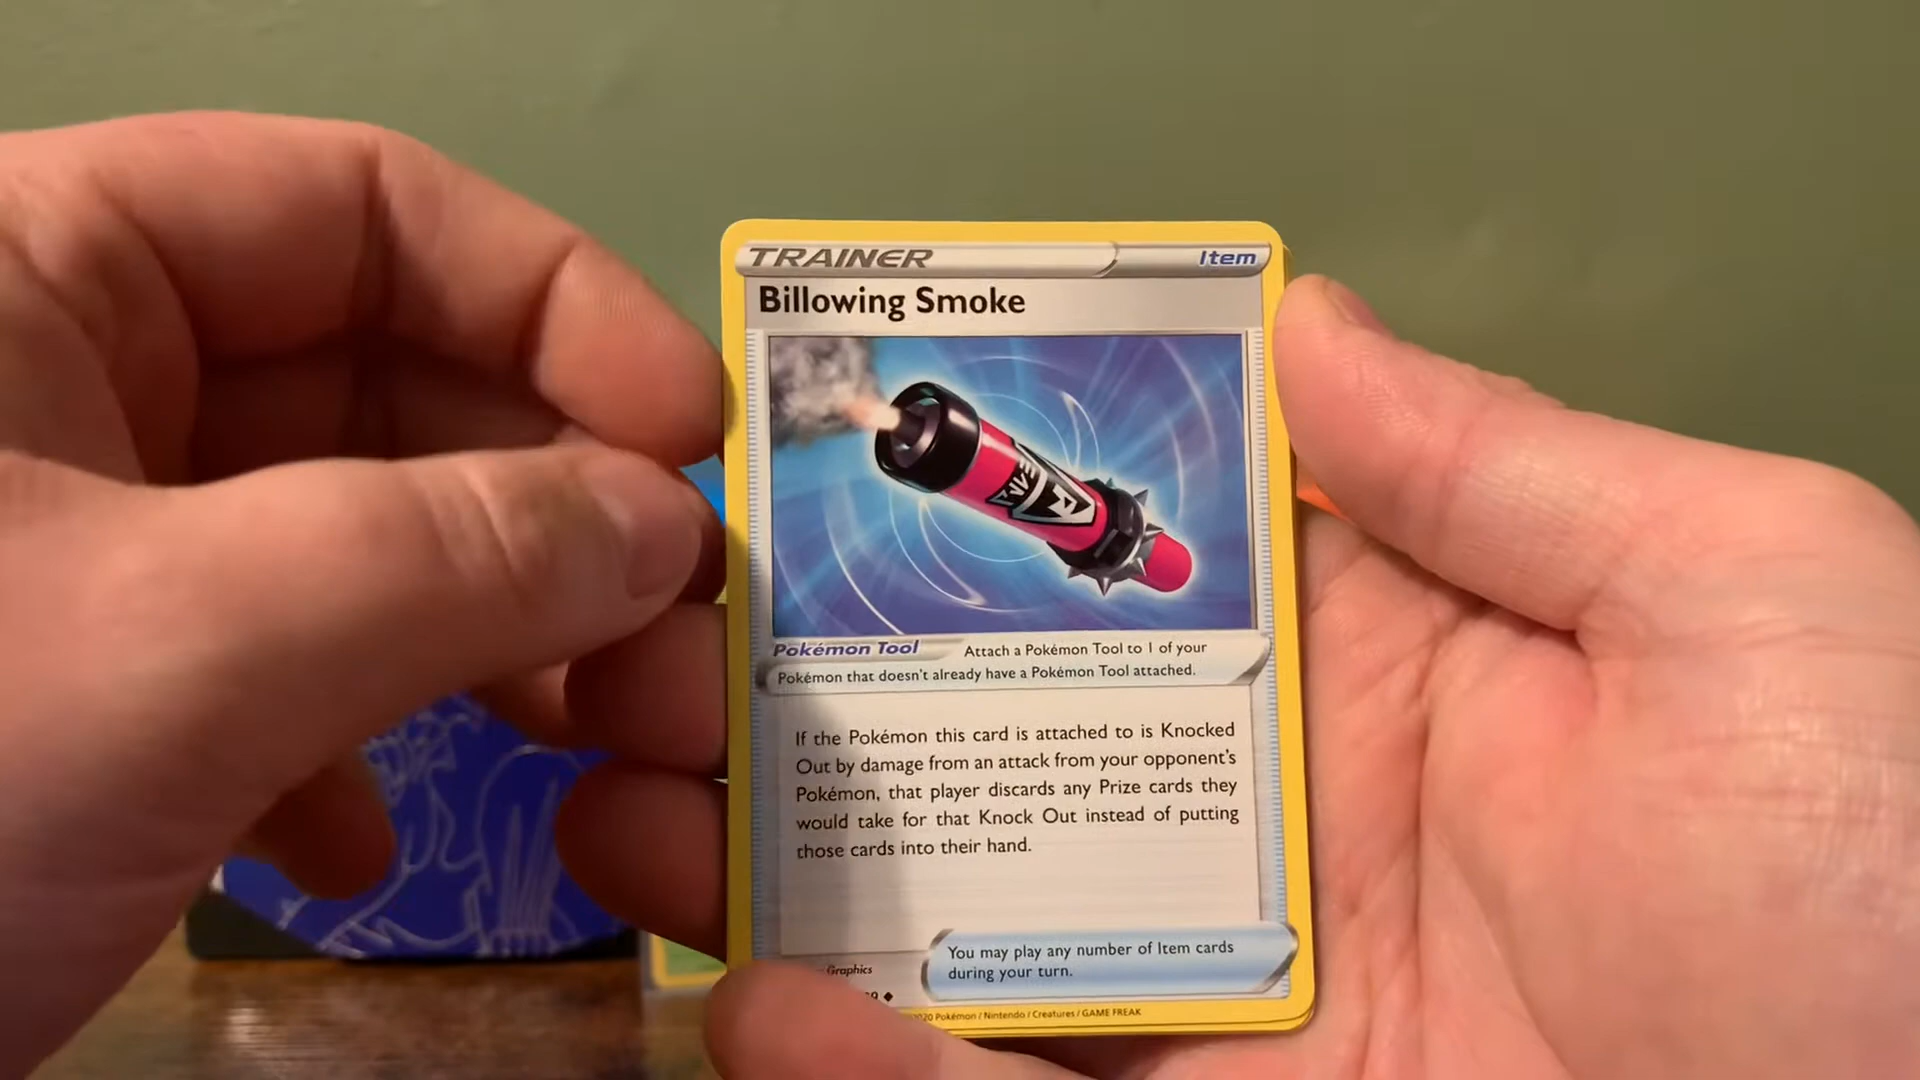 TRAINER Item
Billowing Smoke
Pokémon Tool Attach a Pokémon Tool to 1 of your
Pokémon that doesn't already have a Pokémon Tool attached.
If the Pokémon this card is attached to is Knocked
Out by damage from an attack from your opponent's
Pokémon, that player discards any Prize cards they
would take for that Knock Out instead of putting
those cards into their hand.
You may play any number of Item cards
during your turn.
Graphics
2020 Pokémon / Nintendo / Creatures / GAME FREAK